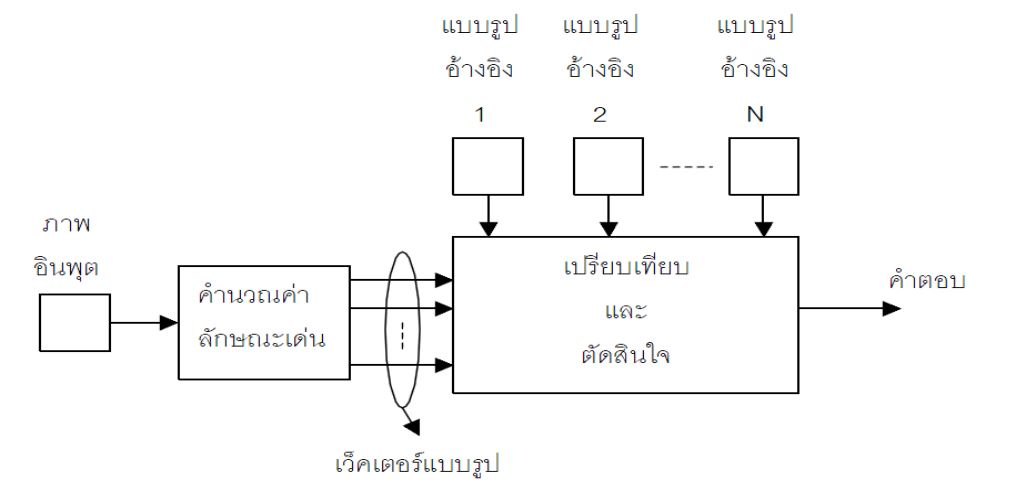 แบบรูป แบบรูป แบบรูป
อ้างอิง อ้างอิง อ้างอิง
1 2 N
ภาพ
อินพุต
คำนวณค่า
ลักษณะเด่น
เปรียบเทียบ
และ
ตัดสินใจ
คำตอบ
เว็คเตอร์แบบรูป